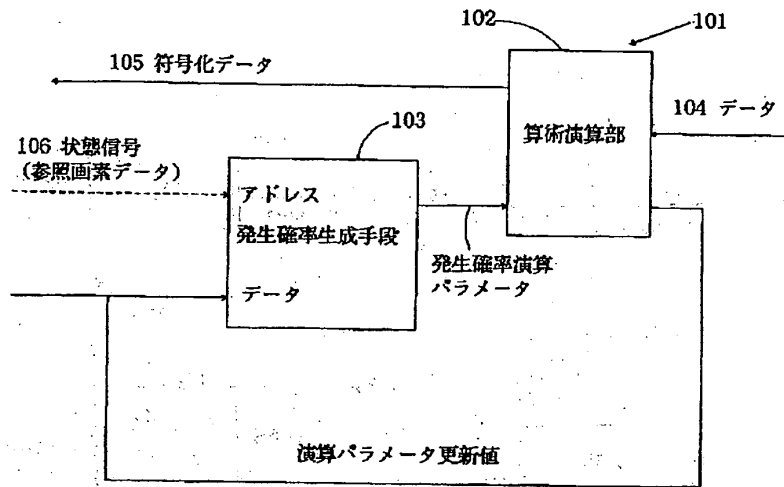 102
101
105 符号化データ
104 データ
算術演算部
103
106 状態信号
(参照画素データ)
アドレス
発生確率生成手段
データ
発生確率演算
パラメータ
演算パラメータ更新値